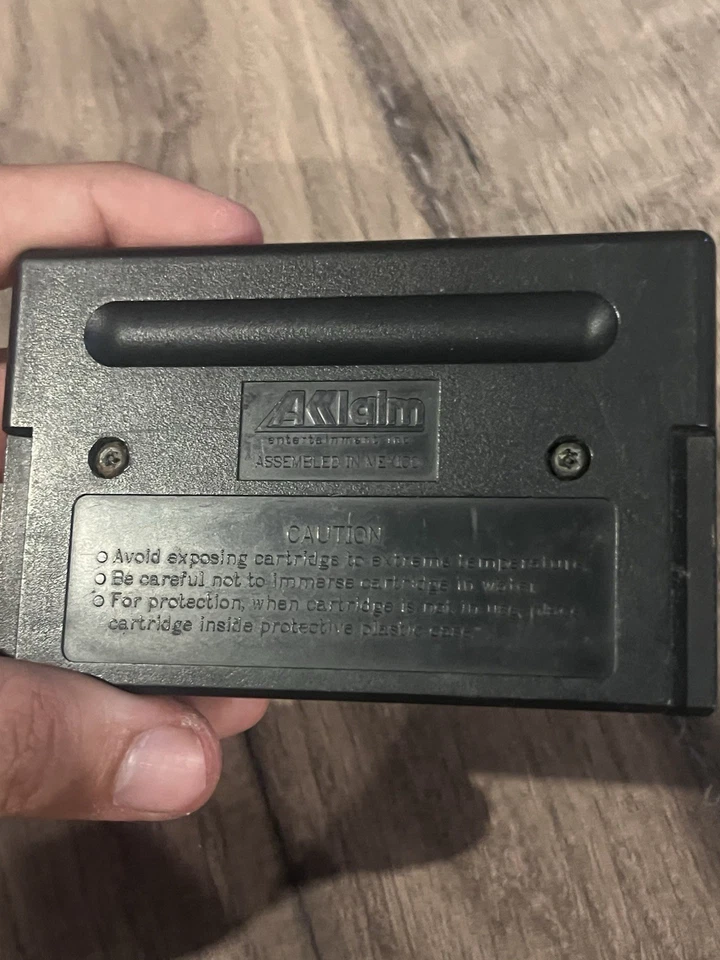 AKKlaim
entertainment inc.
ASSEMBLED IN MEXICO
CAUTION
○ Avoid exposing cartridge to extreme temperatures.
○ Be careful not to immerse cartridge in water.
○ For protection, when cartridge is not in use, place
cartridge inside protective plastic case.